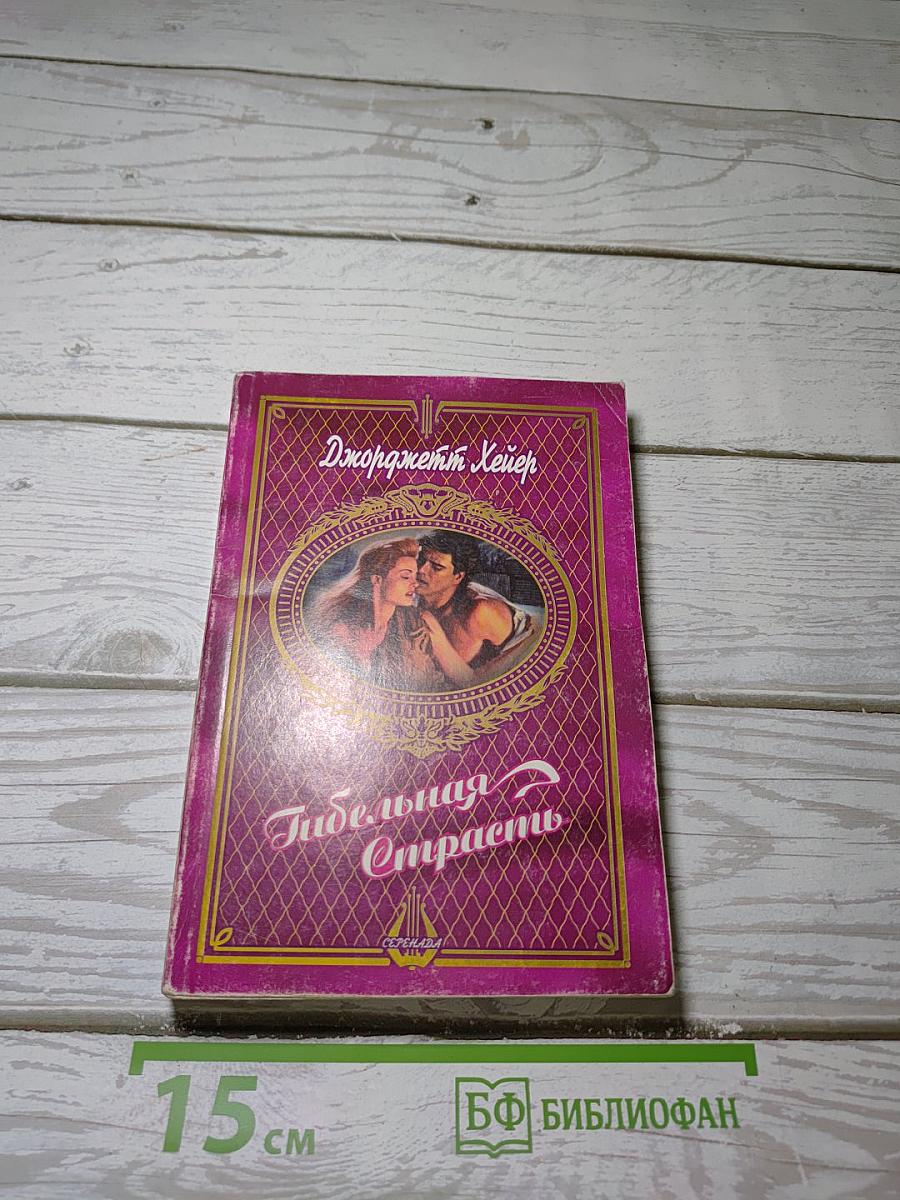 Джорджетт Хейер
Гибельная
Страсть
СЕРЕНАДА
15 см
БФ БИБЛИОФАН